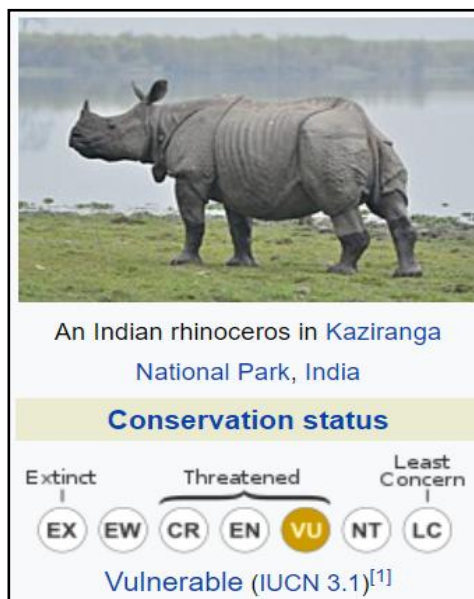 An Indian rhinoceros in Kaziranga
National Park, India
Conservation status
Extinct
Threatened
Least
Concern
EX EW CR EN VU NT LC
Vulnerable (IUCN 3.1)[1]